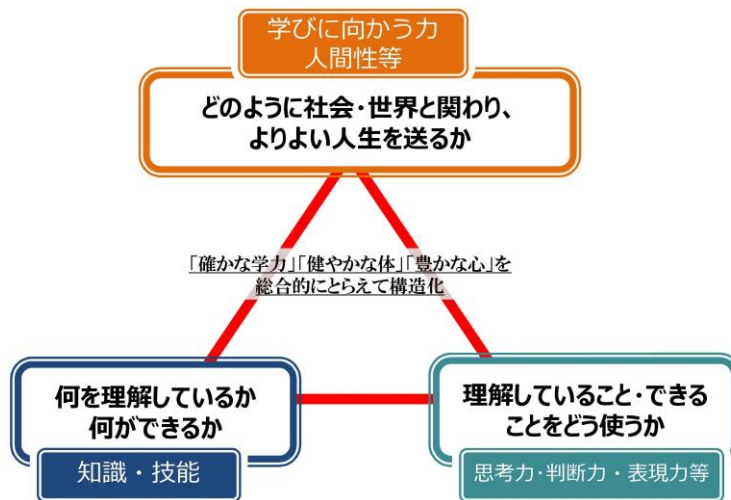 学びに向かう力
人間性等
どのように社会・世界と関わり、
よりよい人生を送るか
「確かな学力」「健やかな体」「豊かな心」を
総合的にとらえて構造化
何を理解しているか
何ができるか
知識・技能
理解していること・できる
ことをどう使うか
思考力・判断力・表現力等